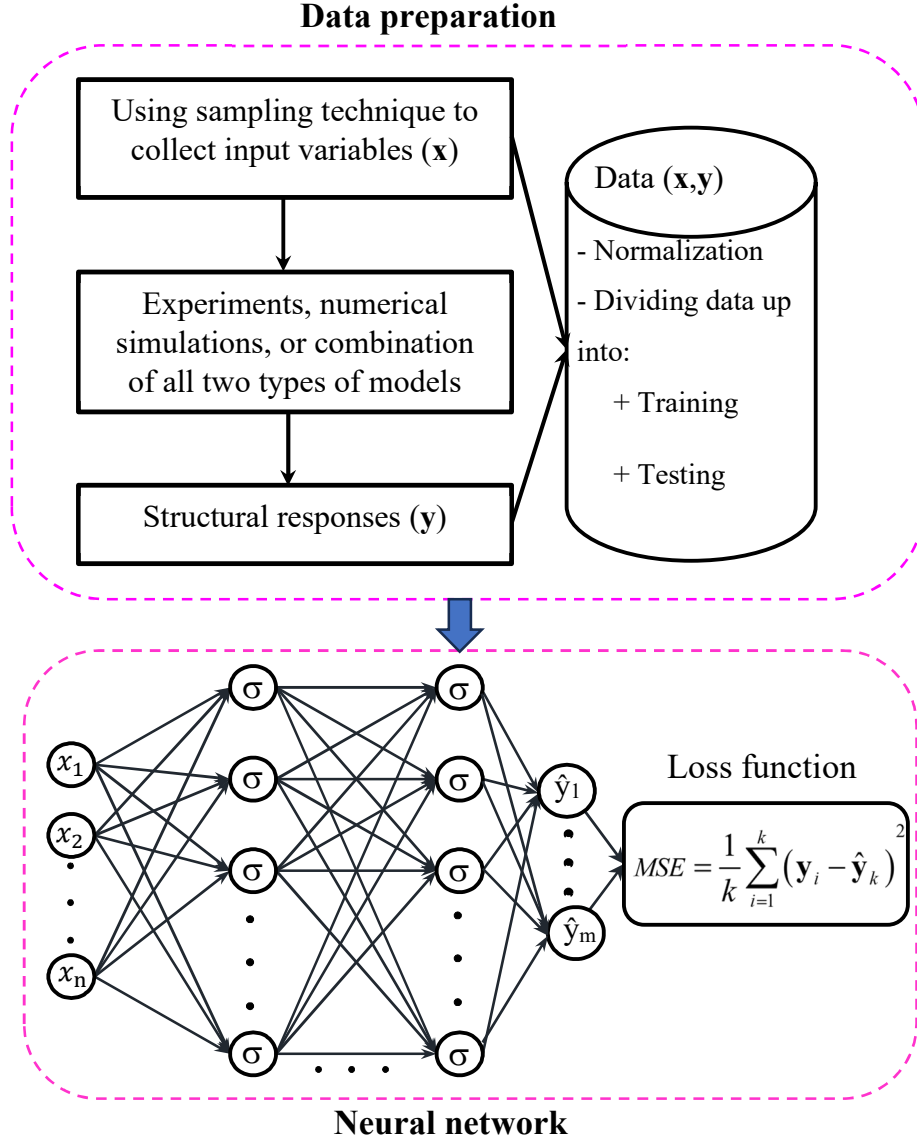 Data preparation
Using sampling technique to
collect input variables (x)
Experiments, numerical
simulations, or combination
of all two types of models
Structural responses (y)
Data (x,y)
- Normalization
- Dividing data up
into:
+ Training
+ Testing
x₁
x₂
xₙ
σ
σ
σ
σ
σ
σ
σ
σ
ŷ₁
ŷₘ
Loss function
MSE = \frac{1}{k} \sum_{i=1}^{k} (y_i - ŷ_k)^2
Neural network